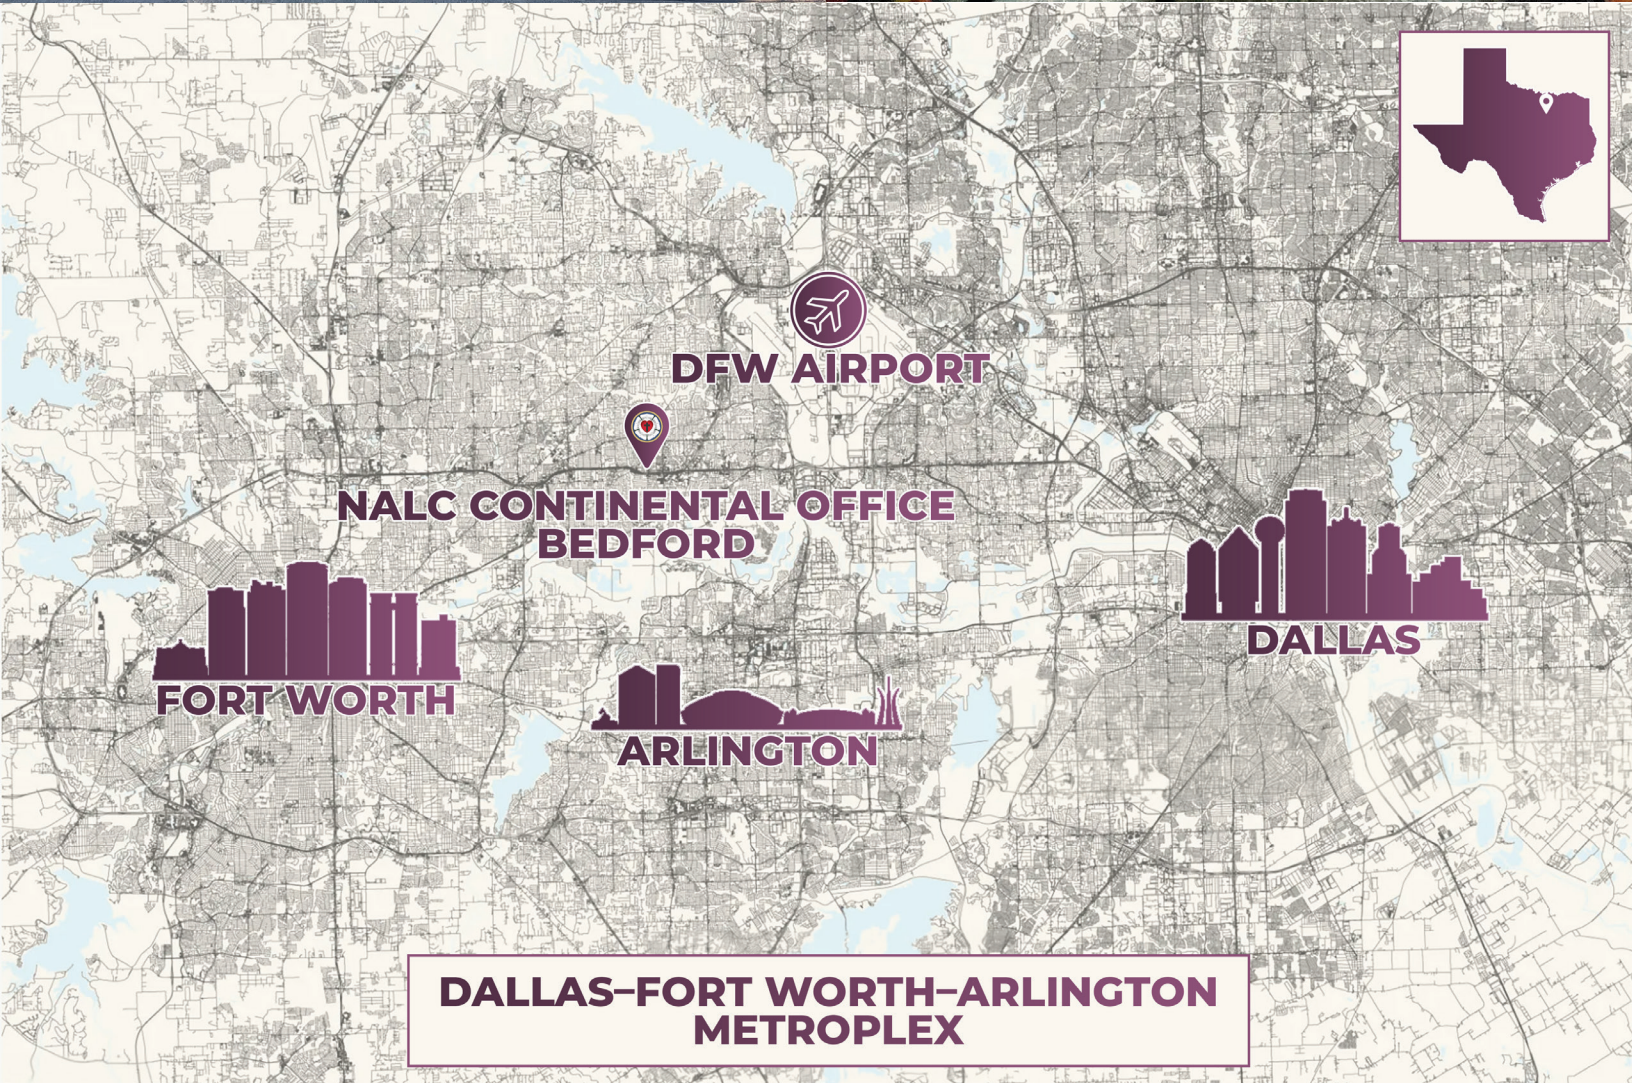 DFW AIRPORT
NALC CONTINENTAL OFFICE
BEDFORD
FORT WORTH
ARLINGTON
DALLAS
DALLAS–FORT WORTH–ARLINGTON
METROPLEX